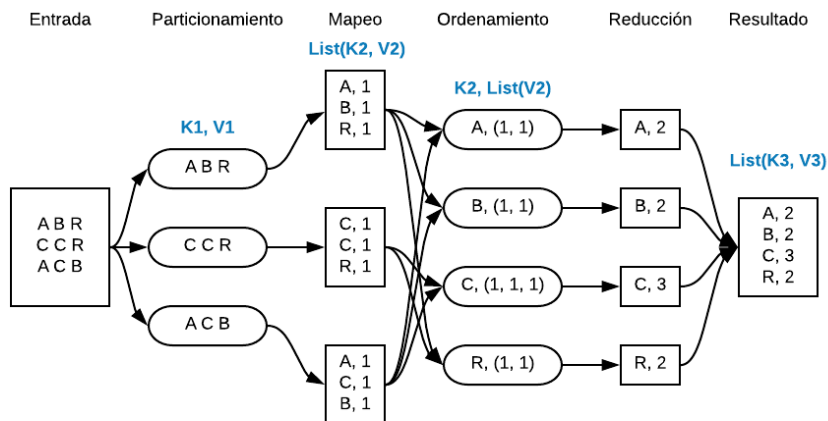 Entrada
Particionamiento
Mapeo
Ordenamiento
Reducción
Resultado
K1, V1
List(K2, V2)
K2, List(V2)
List(K3, V3)
A B R
C C R
A C B
A B R
C C R
A C B
A, 1
B, 1
R, 1
C, 1
C, 1
R, 1
A, 1
C, 1
B, 1
A, (1, 1)
B, (1, 1)
C, (1, 1, 1)
R, (1, 1)
A, 2
B, 2
C, 3
R, 2
A, 2
B, 2
C, 3
R, 2